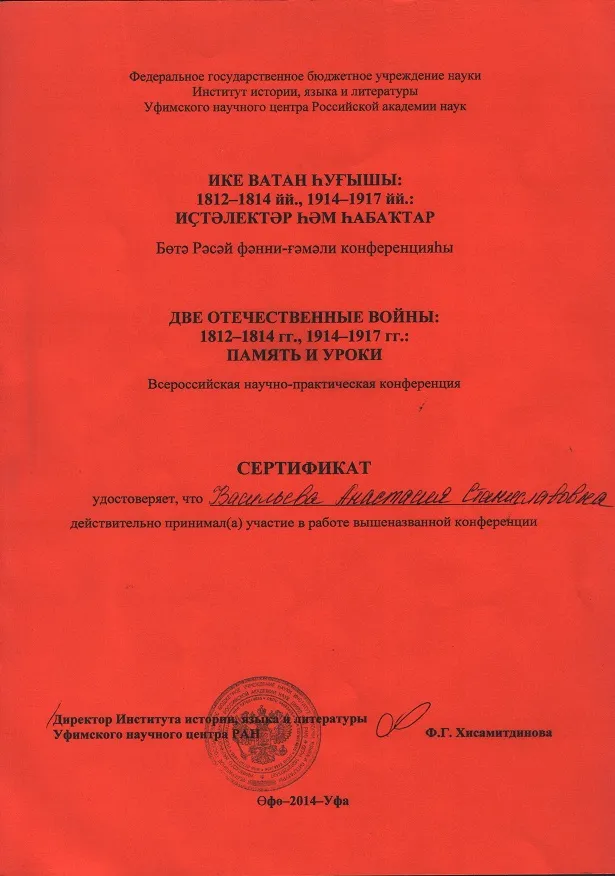 Федеральное государственное бюджетное учреждение науки
Институт истории, языка и литературы
Уфимского научного центра Российской академии наук
ИКЕ ВАТАН ҺУҒЫШЫ:
1812–1814 йй., 1914–1917 йй.:
ИҪТӘЛЕКТӘР ҺӘМ ҺАБАҠТАР
Бөтә Рәсәй фәнни-ғәмәли конференцияһы
ДВЕ ОТЕЧЕСТВЕННЫЕ ВОЙНЫ:
1812–1814 гг., 1914–1917 гг.:
ПАМЯТЬ И УРОКИ
Всероссийская научно-практическая конференция
СЕРТИФИКАТ
удостоверяет, что Васильева Анастасия Станиславовна
действительно принимал(а) участие в работе вышеназванной конференции
Директор Института истории, языка и литературы
Уфимского научного центра РАН Ф.Г. Хисамитдинова
Өфө–2014–Уфа